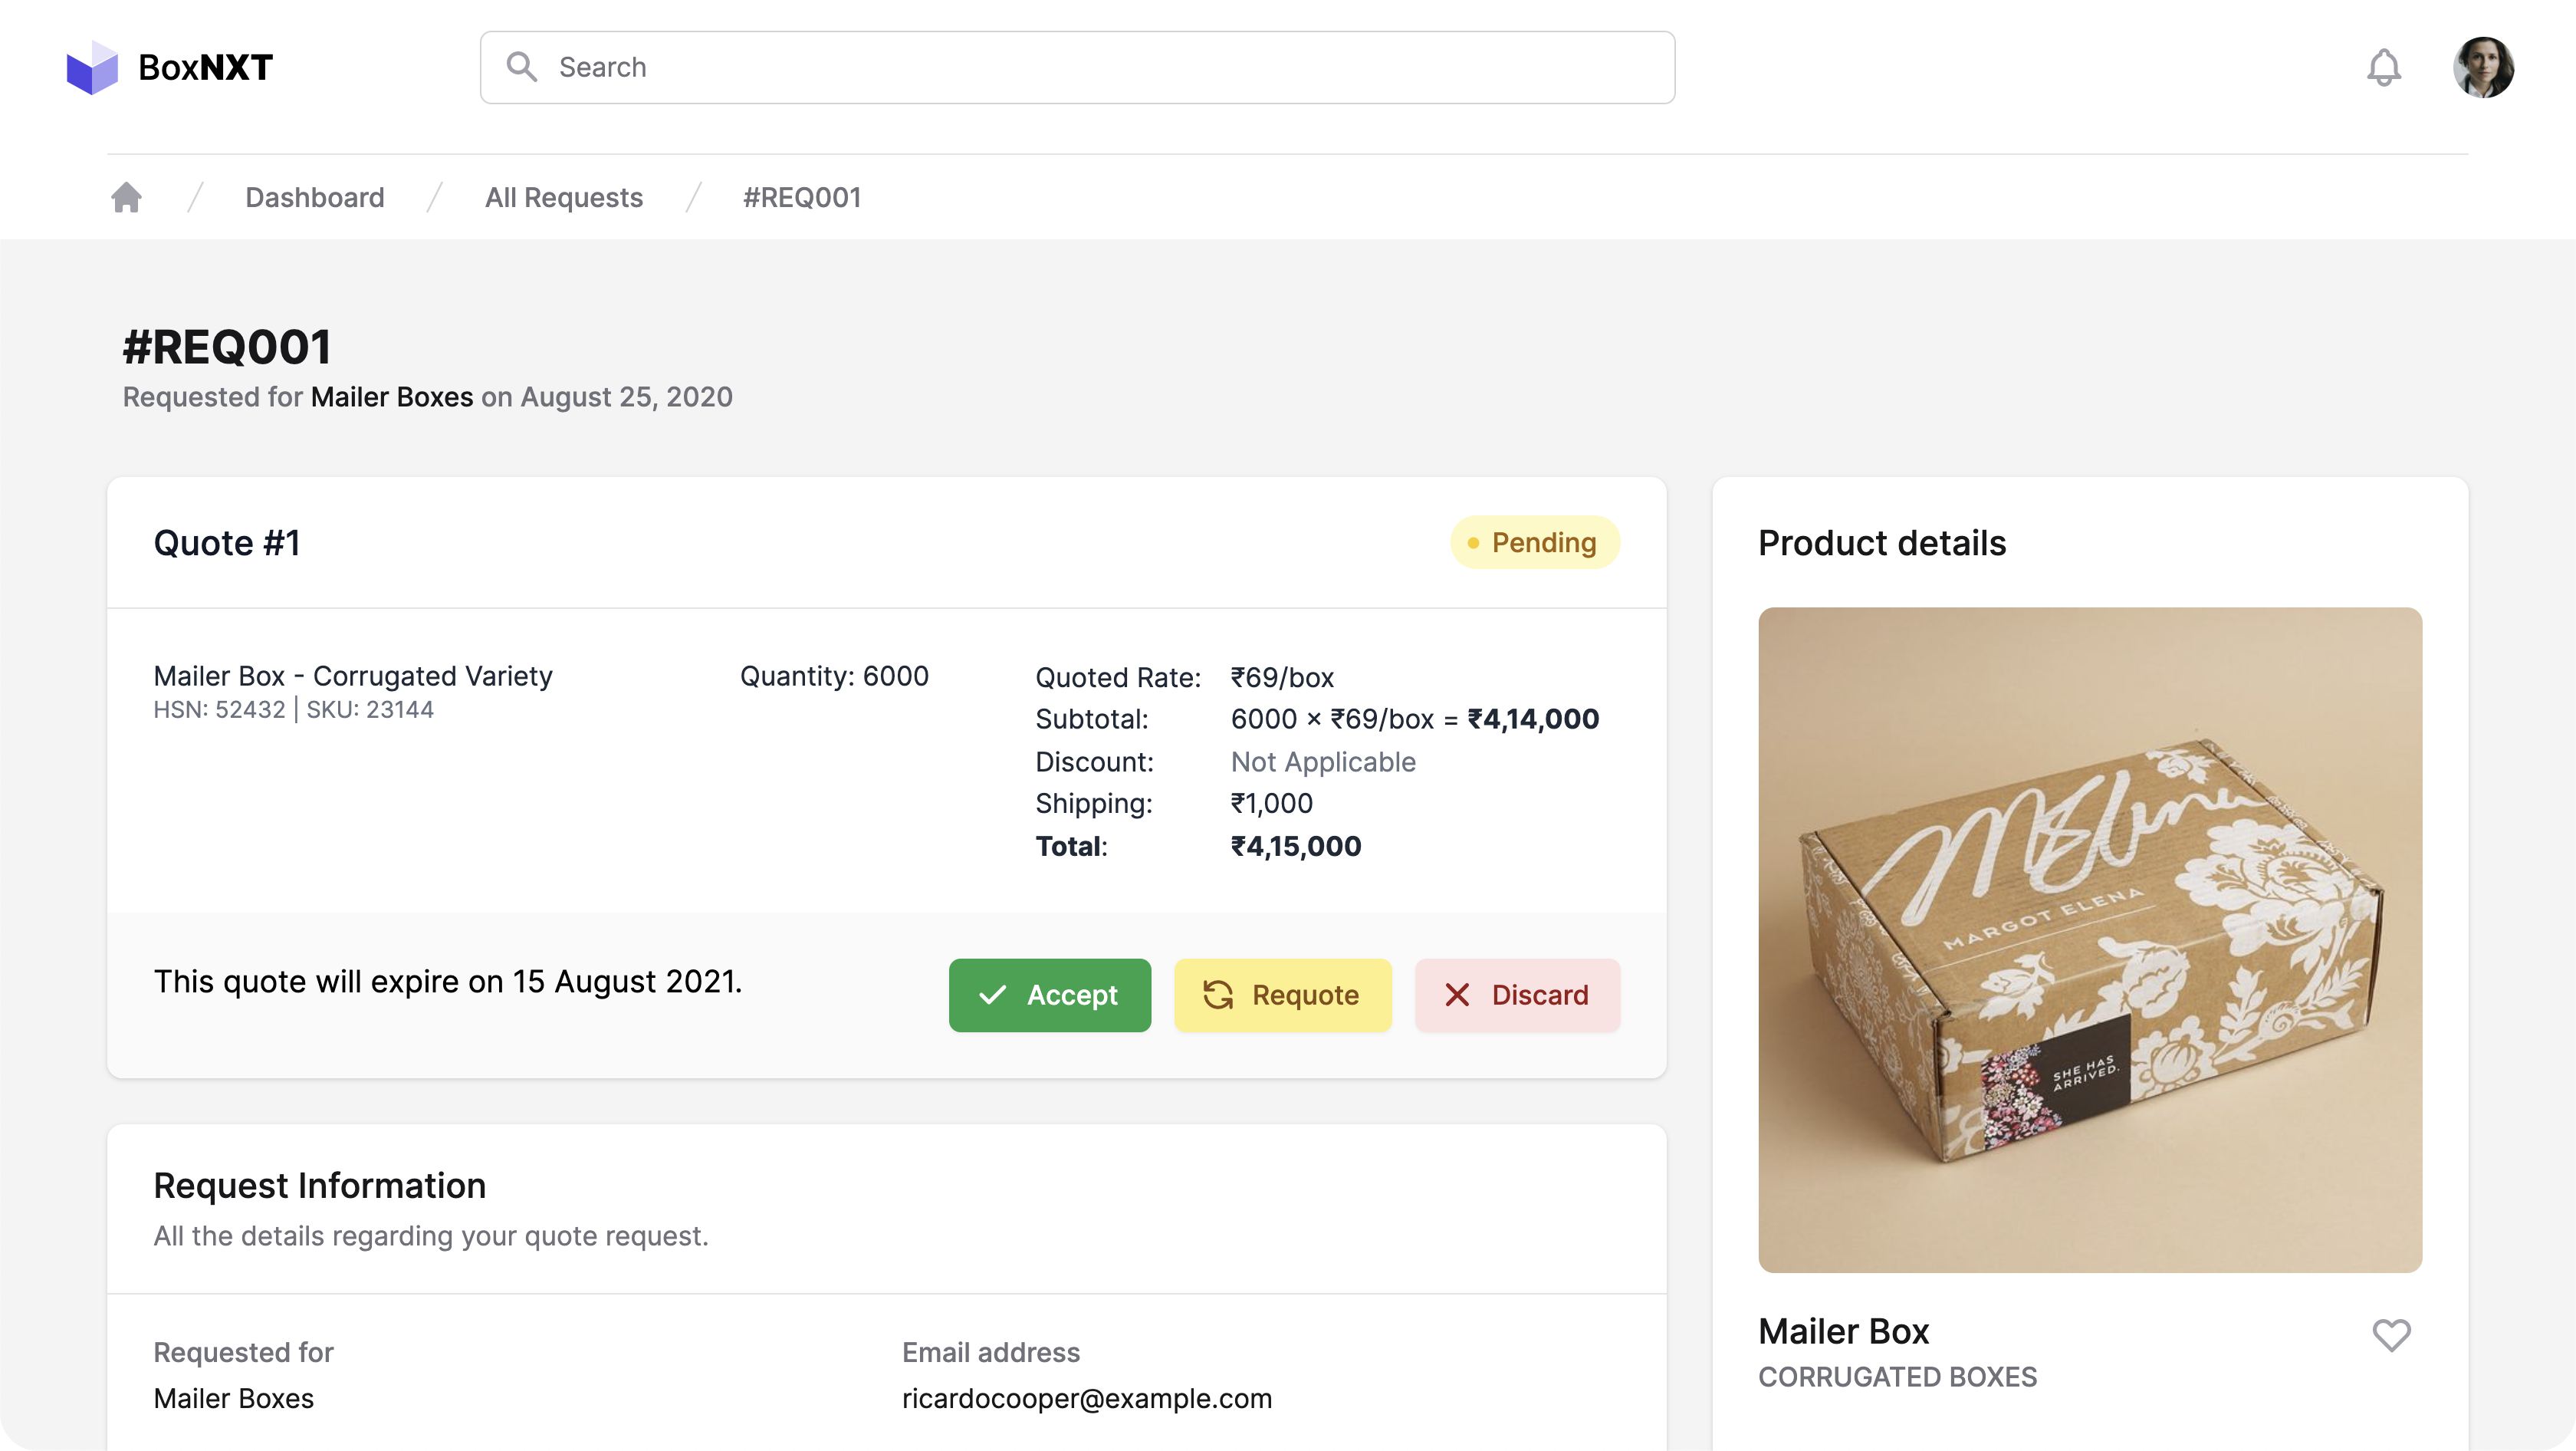 BoxNXT
Search
Dashboard / All Requests / #REQ001
#REQ001
Requested for Mailer Boxes on August 25, 2020
Quote #1
Pending
Mailer Box - Corrugated Variety
HSN: 52432 | SKU: 23144
Quantity: 6000
Quoted Rate: ₹69/box
Subtotal: 6000 × ₹69/box = ₹4,14,000
Discount: Not Applicable
Shipping: ₹1,000
Total: ₹4,15,000
This quote will expire on 15 August 2021.
Accept
Requote
Discard
Request Information
All the details regarding your quote request.
Requested for
Mailer Boxes
Email address
ricardocooper@example.com
Product details
MARGOT ELENA
SHE HAS
ARRIVED.
Mailer Box
CORRUGATED BOXES